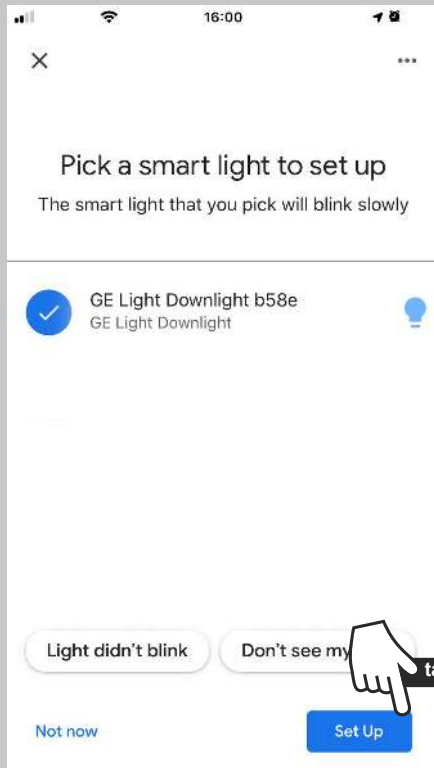 16:00
Pick a smart light to set up
The smart light that you pick will blink slowly
GE Light Downlight b58e
GE Light Downlight
Light didn't blink
Don't see my
Not now
Set Up